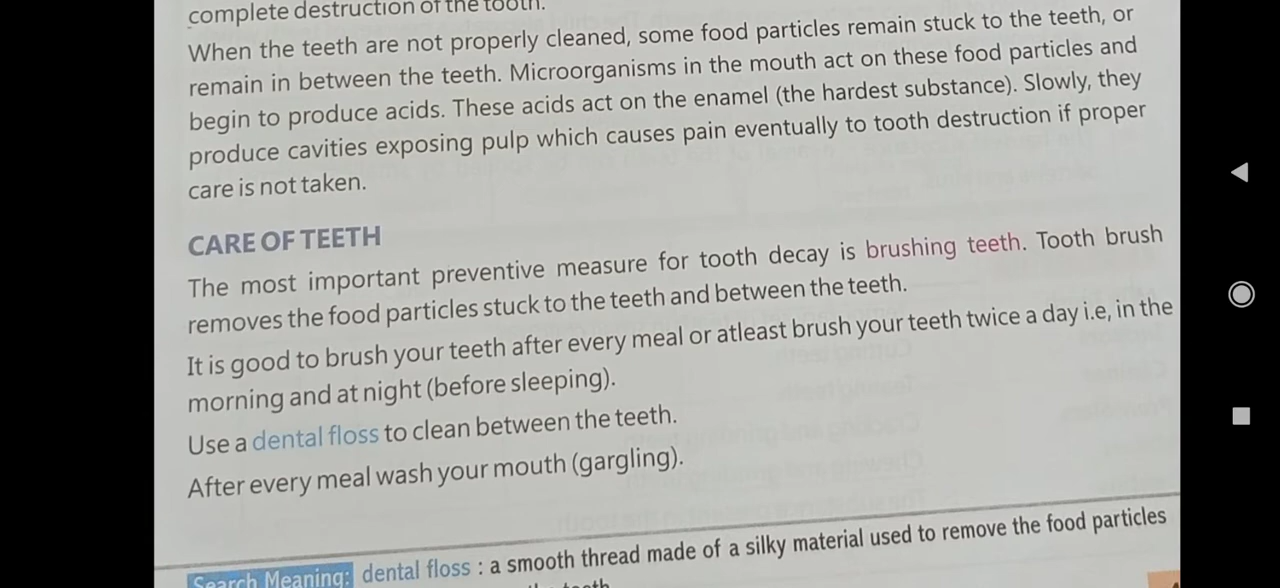 complete destruction of the tooth.
When the teeth are not properly cleaned, some food particles remain stuck to the teeth, or
remain in between the teeth. Microorganisms in the mouth act on these food particles and
begin to produce acids. These acids act on the enamel (the hardest substance). Slowly, they
produce cavities exposing pulp which causes pain eventually to tooth destruction if proper
care is not taken.
CARE OF TEETH
The most important preventive measure for tooth decay is brushing teeth. Tooth brush
removes the food particles stuck to the teeth and between the teeth.
It is good to brush your teeth after every meal or atleast brush your teeth twice a day i.e, in the
morning and at night (before sleeping).
Use a dental floss to clean between the teeth.
After every meal wash your mouth (gargling).
Search Meaning: dental floss : a smooth thread made of a silky material used to remove the food particles